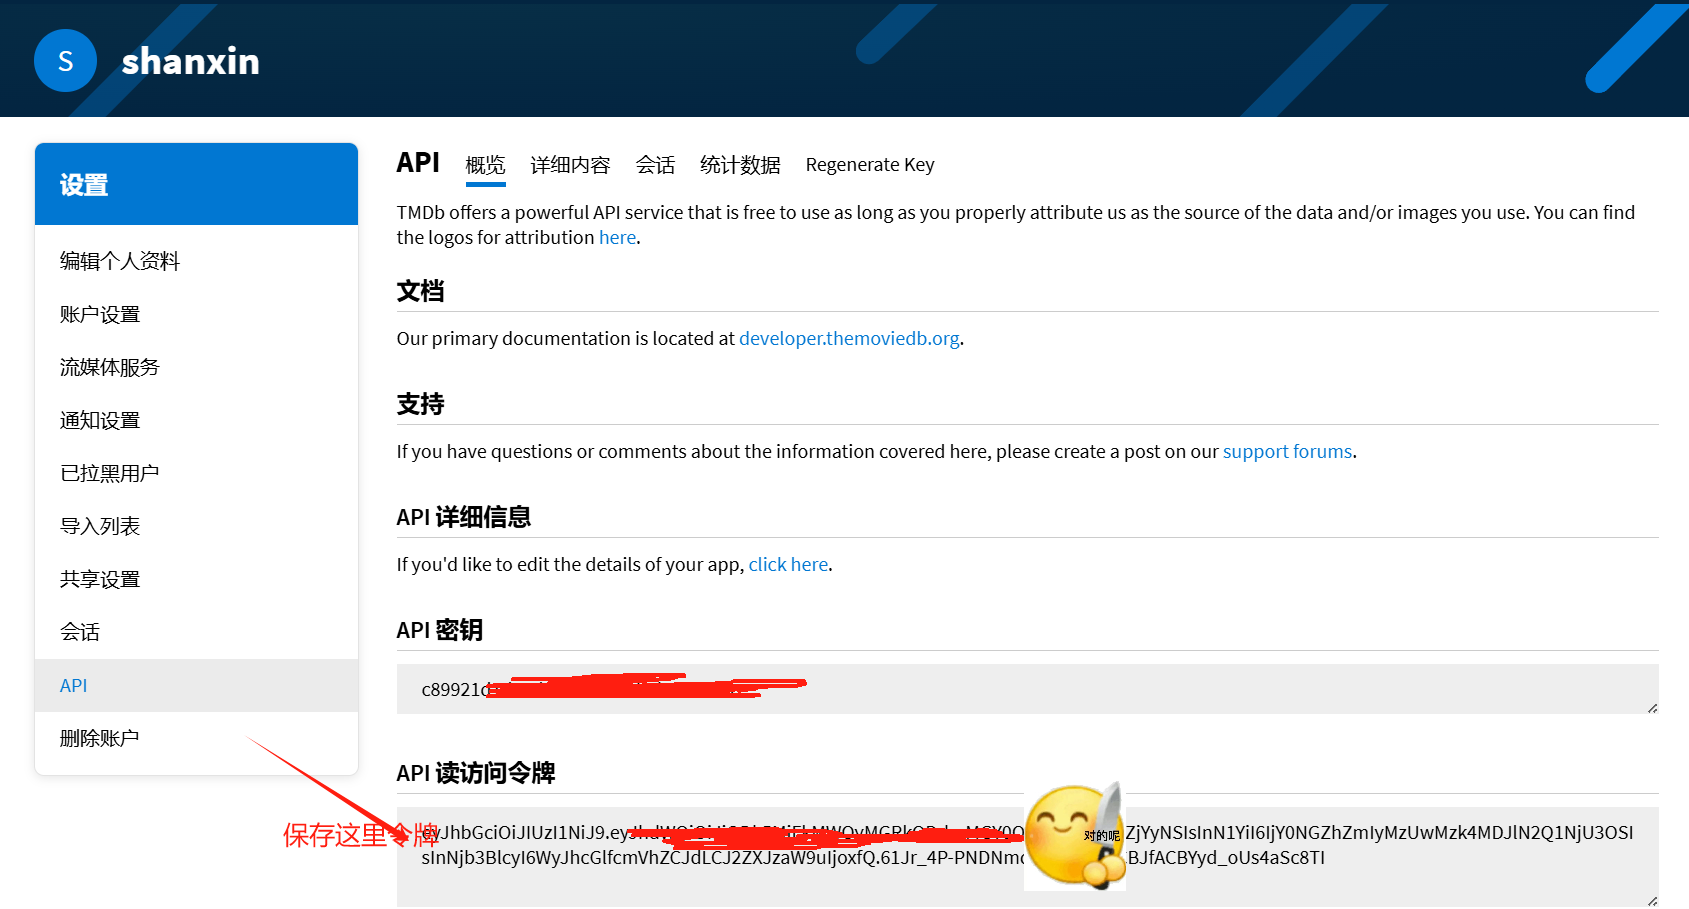 S
shanxin
设置
编辑个人资料
账户设置
流媒体服务
通知设置
已拉黑用户
导入列表
共享设置
会话
API
删除账户
API 概览 详细内容 会话 统计数据 Regenerate Key
TMDb offers a powerful API service that is free to use as long as you properly attribute us as the source of the data and/or images you use. You can find
the logos for attribution here.
文档
Our primary documentation is located at developer.themoviedb.org.
支持
If you have questions or comments about the information covered here, please create a post on our support forums.
API 详细信息
If you'd like to edit the details of your app, click here.
API 密钥
c89921
API 读访问令牌
保存这里令牌
eyJhbGciOiJIUzI1NiJ9
对的呢